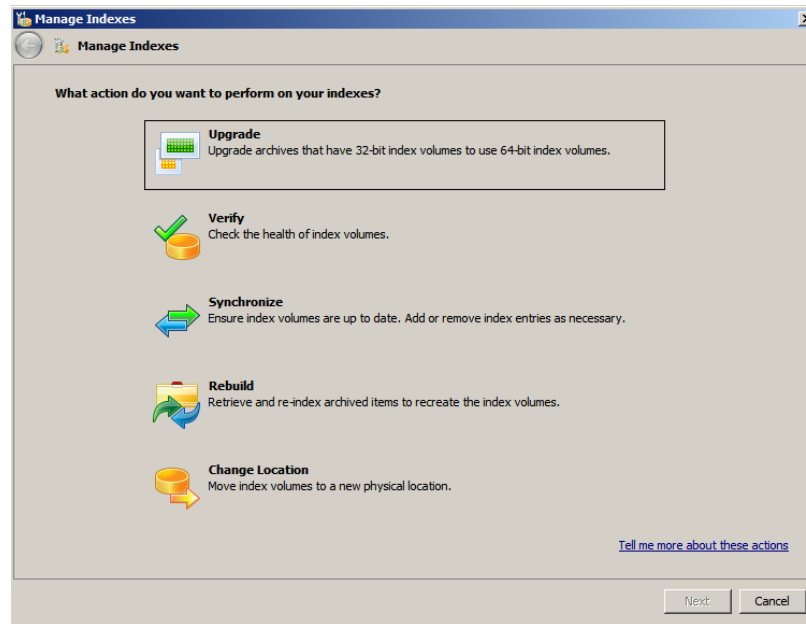 Manage Indexes
Manage Indexes
What action do you want to perform on your indexes?
Upgrade
Upgrade archives that have 32-bit index volumes to use 64-bit index volumes.
Verify
Check the health of index volumes.
Synchronize
Ensure index volumes are up to date. Add or remove index entries as necessary.
Rebuild
Retrieve and re-index archived items to recreate the index volumes.
Change Location
Move index volumes to a new physical location.
Tell me more about these actions
Next
Cancel